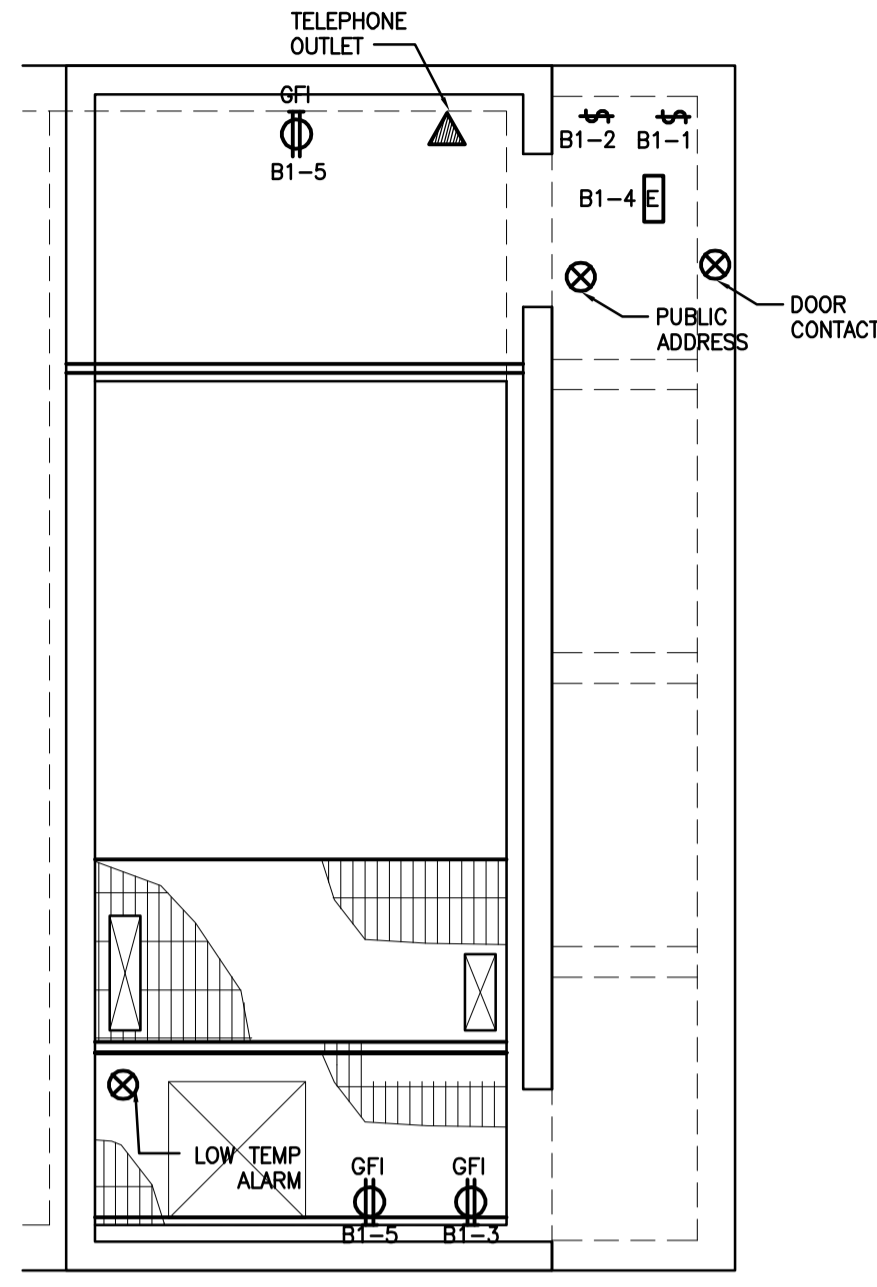 TELEPHONE
OUTLET
GFI
B1-5
B1-2
B1-1
B1-4
E
PUBLIC
ADDRESS
DOOR
CONTACT
LOW TEMP
ALARM
GFI
GFI
B1-5
B1-3